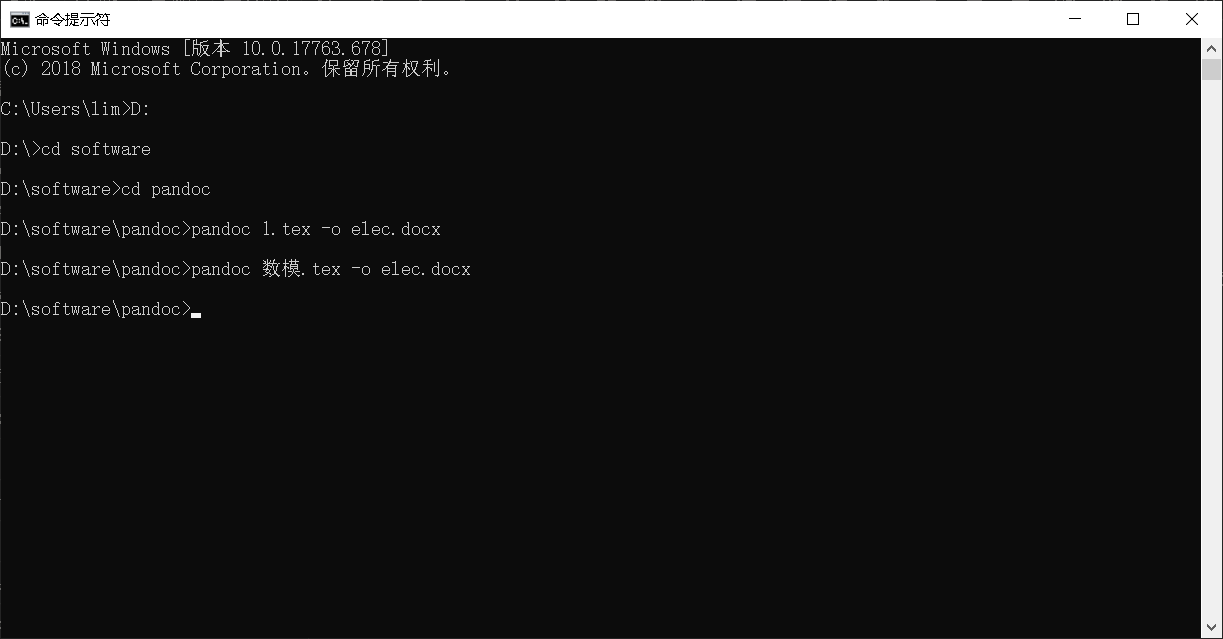 命令提示符
Microsoft Windows [版本 10.0.17763.678]
(c) 2018 Microsoft Corporation。保留所有权利。
C:\Users\lim>D:
D:\>cd software
D:\software>cd pandoc
D:\software\pandoc>pandoc 1.tex -o elec.docx
D:\software\pandoc>pandoc 数模.tex -o elec.docx
D:\software\pandoc>